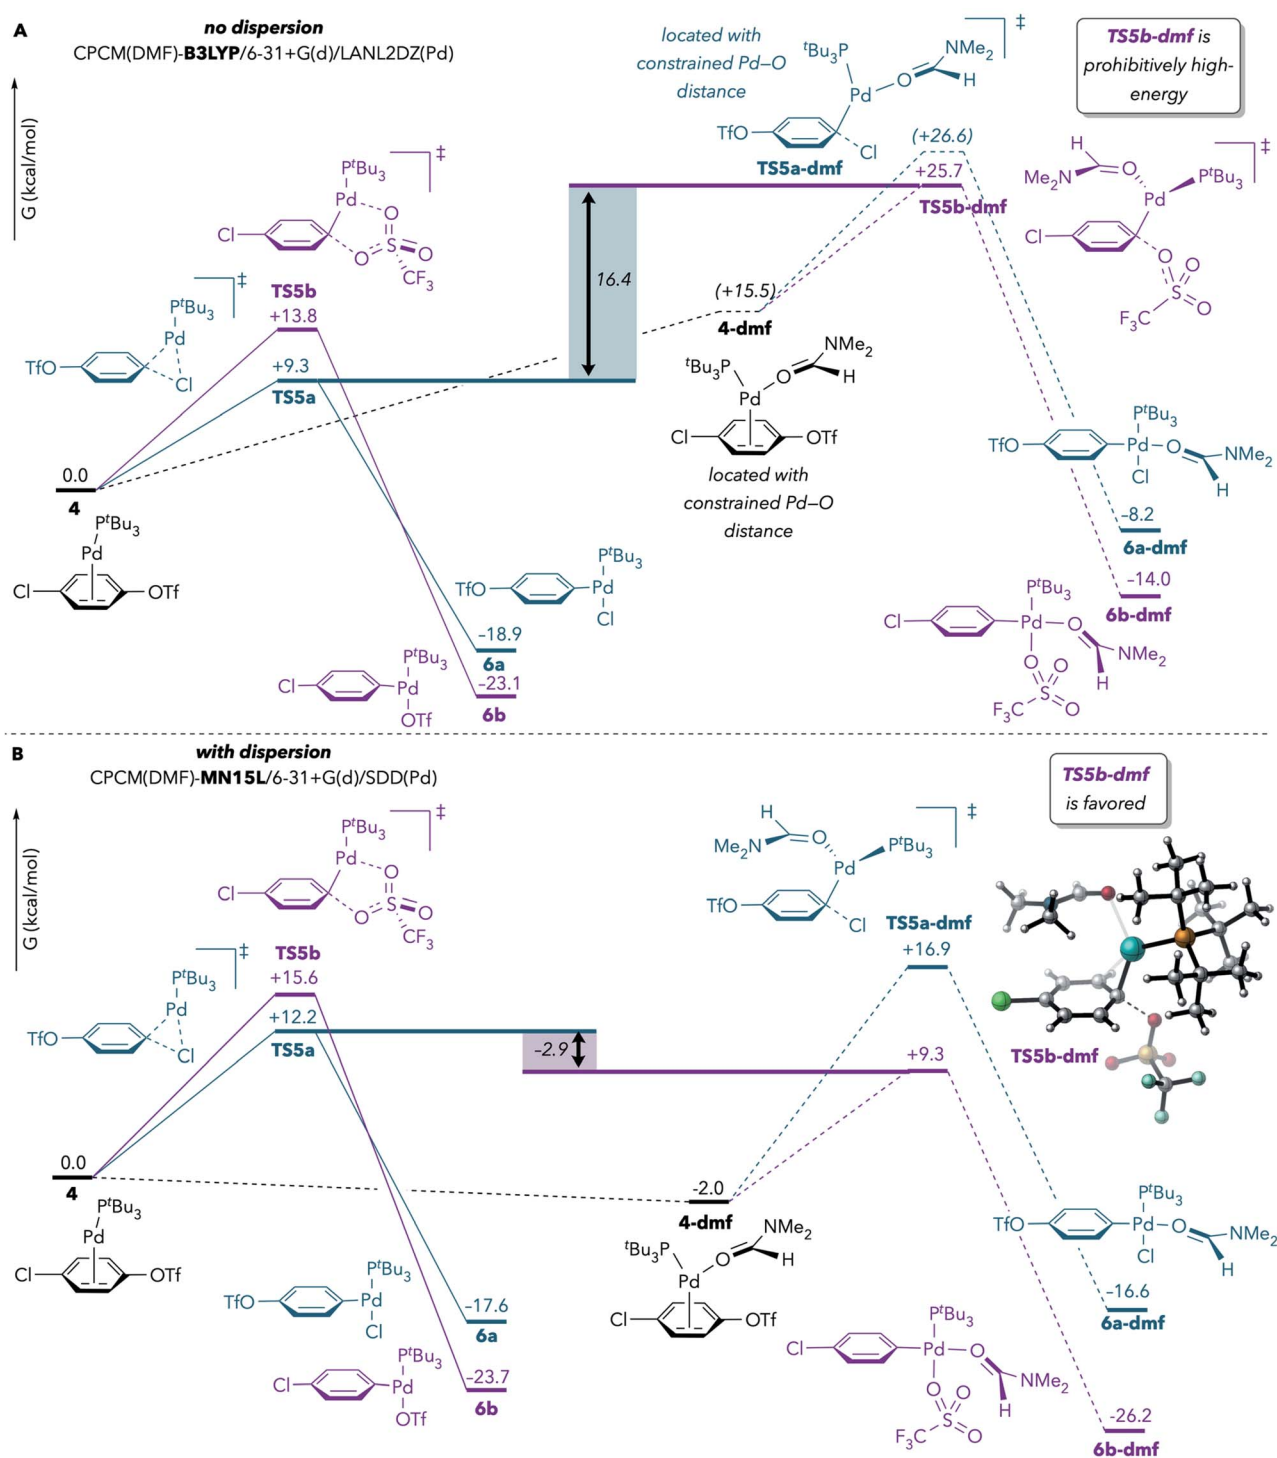 A
no dispersion
CPCM(DMF)-B3LYP/6-31+G(d)/LANL2DZ(Pd)
G (kcal/mol)
located with
constrained Pd–O
distance
ᵗBu₃P
Pd
O
NMe₂
H
TfO
Cl
‡
TS5a-dmf
TS5b-dmf is
prohibitively high-
energy
(+26.6)
+25.7
TS5b-dmf
H
O
Me₂N
Pd
PᵗBu₃
Cl
O
S
O
O
F₃C
‡
PᵗBu₃
Pd
O
Cl
O
S
O
CF₃
‡
TS5b
+13.8
PᵗBu₃
Pd
TfO
Cl
‡
+9.3
TS5a
16.4
(+15.5)
4-dmf
ᵗBu₃P
O
NMe₂
H
Pd
Cl
OTf
located with
constrained Pd–O
distance
0.0
4
PᵗBu₃
Pd
Cl
OTf
PᵗBu₃
TfO
Pd
Cl
–18.9
6a
PᵗBu₃
Cl
Pd
OTf
–23.1
6b
PᵗBu₃
TfO
Pd
O
NMe₂
Cl
H
–8.2
6a-dmf
–14.0
6b-dmf
PᵗBu₃
Cl
Pd
O
NMe₂
H
O
O
S
O
F₃C
B
with dispersion
CPCM(DMF)-MN15L/6-31+G(d)/SDD(Pd)
G (kcal/mol)
TS5b-dmf
is favored
PᵗBu₃
Pd
O
Cl
O
S
O
CF₃
‡
TS5b
+15.6
PᵗBu₃
Pd
TfO
Cl
‡
+12.2
TS5a
–2.9
H
O
Me₂N
Pd
PᵗBu₃
TfO
Cl
‡
TS5a-dmf
+16.9
+9.3
TS5b-dmf
0.0
4
PᵗBu₃
Pd
Cl
OTf
-2.0
4-dmf
ᵗBu₃P
O
NMe₂
H
Pd
Cl
OTf
PᵗBu₃
TfO
Pd
Cl
–17.6
6a
PᵗBu₃
Cl
Pd
OTf
–23.7
6b
PᵗBu₃
TfO
Pd
O
NMe₂
Cl
H
–16.6
6a-dmf
PᵗBu₃
Cl
Pd
O
NMe₂
H
O
O
S
O
F₃C
–26.2
6b-dmf